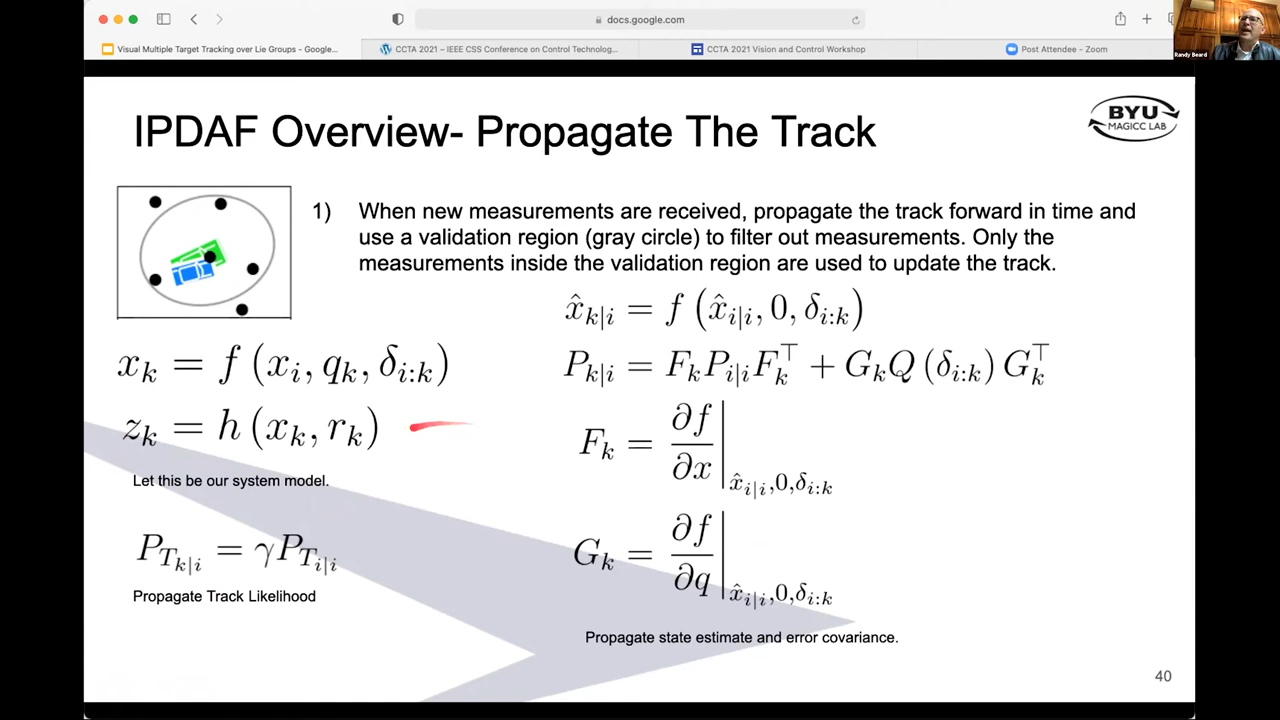 docs.google.com
Visual Multiple Target Tracking over Lie Groups - Google...
CCTA 2021 – IEEE CSS Conference on Control Technolog...
CCTA 2021 Vision and Control Workshop
Post Attendee - Zoom
Randy Beard
IPDAF Overview- Propagate The Track
BYU
MAGICC LAB
1) When new measurements are received, propagate the track forward in time and
use a validation region (gray circle) to filter out measurements. Only the
measurements inside the validation region are used to update the track.
x_k = f (x_i, q_k, δ_{i:k})
z_k = h (x_k, r_k)
Let this be our system model.
P_{T_{k|i}} = γP_{T_{i|i}}
Propagate Track Likelihood
x̂_{k|i} = f (x̂_{i|i}, 0, δ_{i:k})
P_{k|i} = F_k P_{i|i} F_k^⊤ + G_k Q (δ_{i:k}) G_k^⊤
F_k = ∂f/∂x |_{x̂_{i|i},0,δ_{i:k}}
G_k = ∂f/∂q |_{x̂_{i|i},0,δ_{i:k}}
Propagate state estimate and error covariance.
40